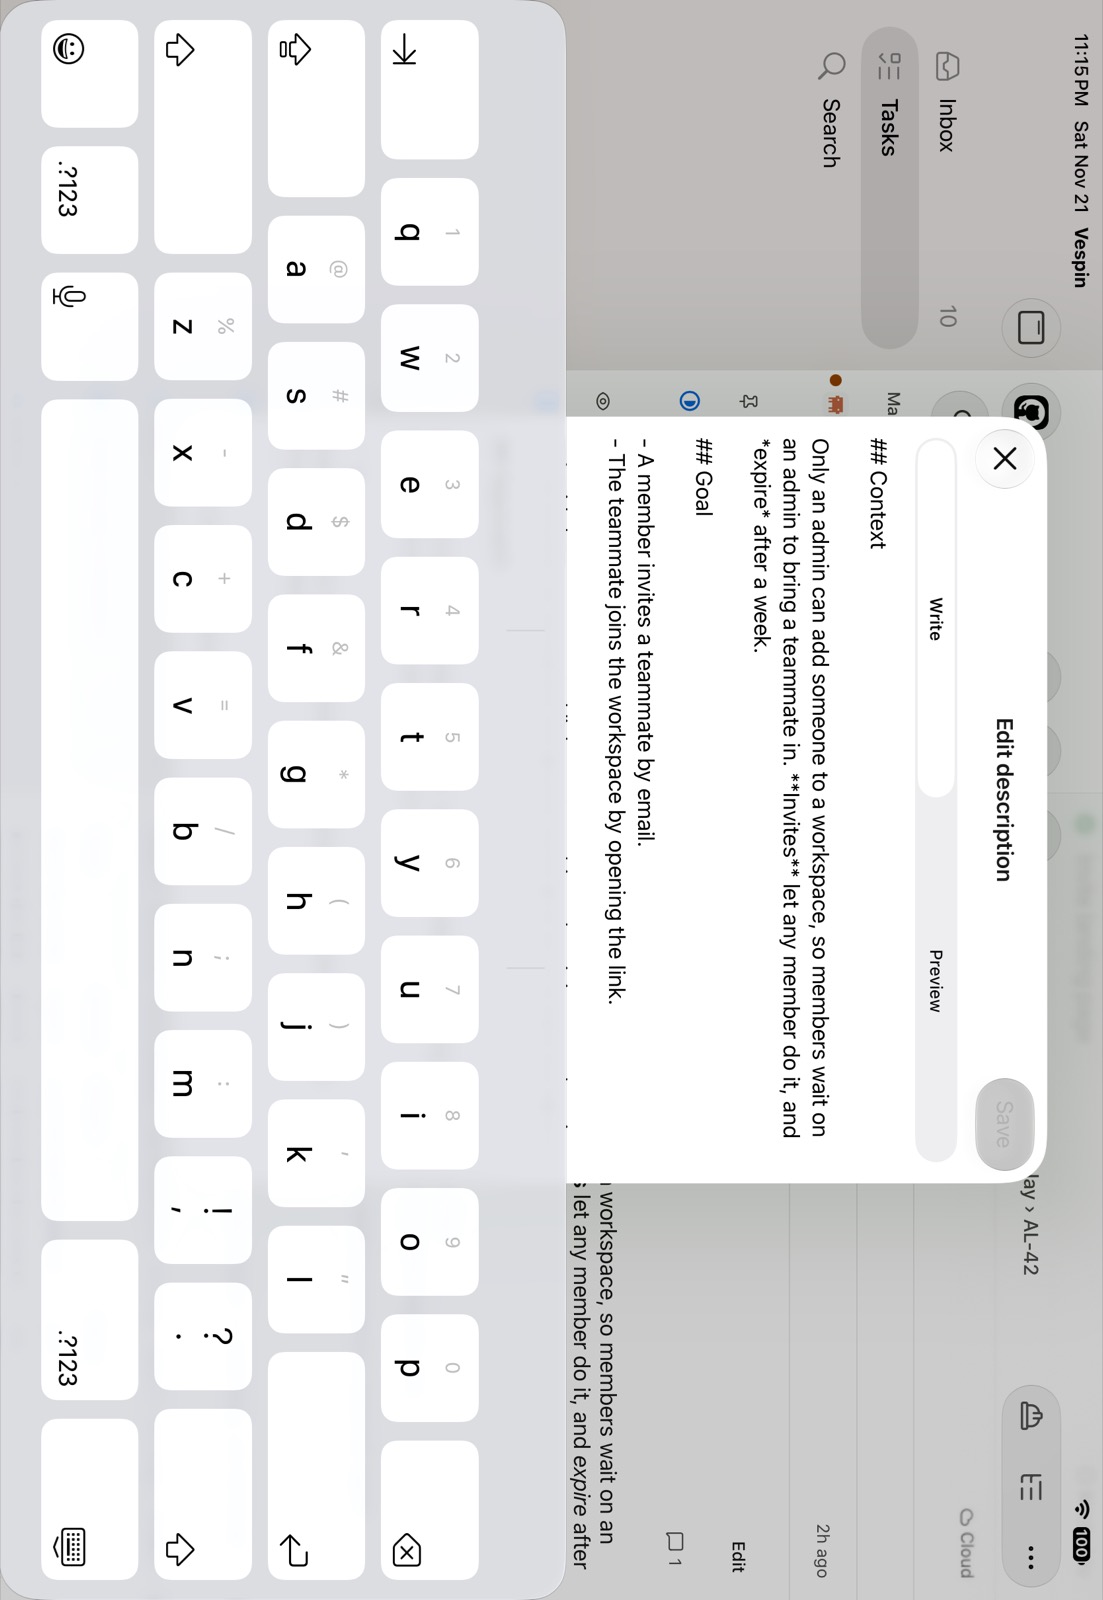 11:15 PM Sat Nov 21 Vespin
100
Inbox 10
Tasks
Search
Edit description
Save
Write
Preview
## Context
Only an admin can add someone to a workspace, so members wait on
an admin to bring a teammate in. **Invites** let any member do it, and
*expire* after a week.
## Goal
- A member invites a teammate by email.
- The teammate joins the workspace by opening the link.
› AL-42
Cloud
2h ago
Edit
1
workspace, so members wait on an
let any member do it, and expire after
1 2 3 4 5 6 7 8 9 0
q w e r t y u i o p
@ # $ & * ( ) ' "
a s d f g h j k l
% - + = / ; : ! ?
z x c v b n m , .
.?123 .?123